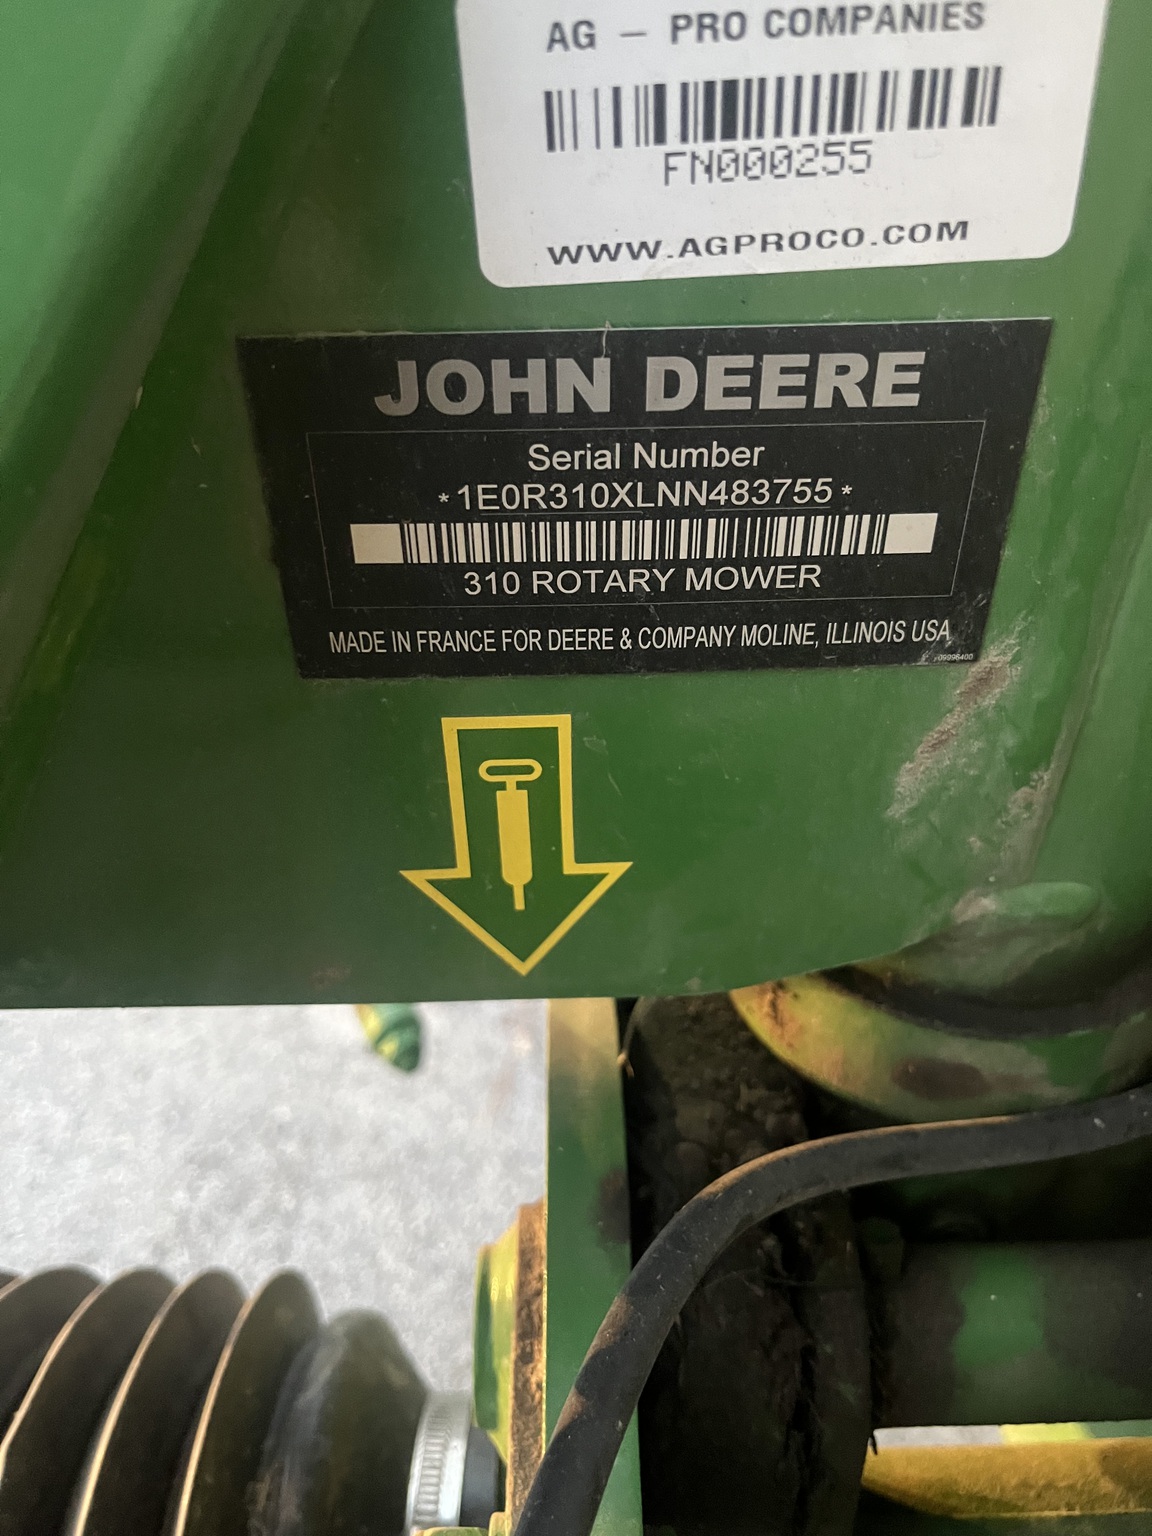 AG - PRO COMPANIES
FN000255
WWW.AGPROCO.COM
JOHN DEERE
Serial Number
*1E0R310XLNN483755*
310 ROTARY MOWER
MADE IN FRANCE FOR DEERE & COMPANY MOLINE, ILLINOIS USA